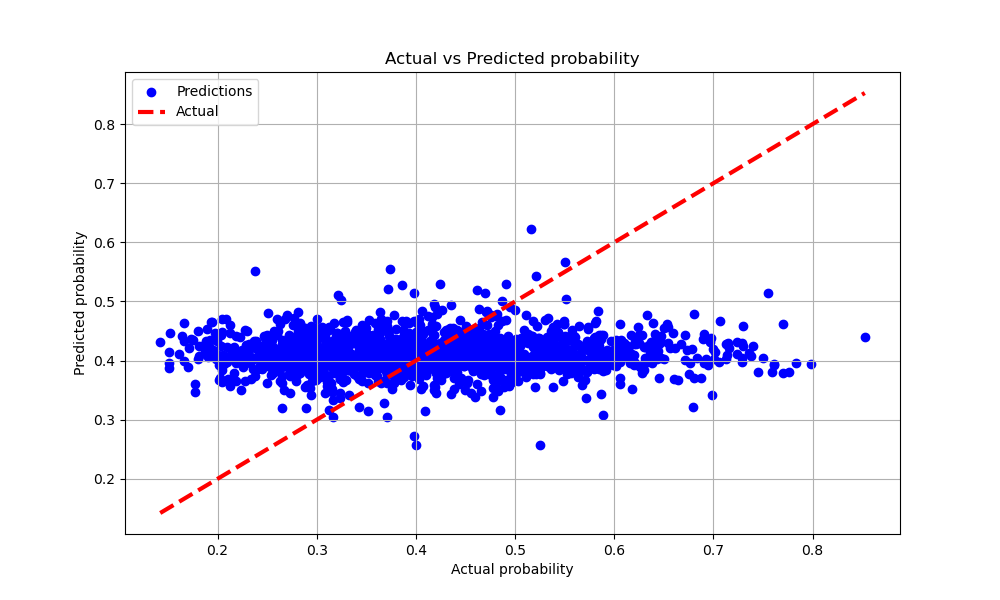 Actual vs Predicted probability
Predictions
Actual
Predicted probability
0.8
0.7
0.6
0.5
0.4
0.3
0.2
0.2 0.3 0.4 0.5 0.6 0.7 0.8
Actual probability